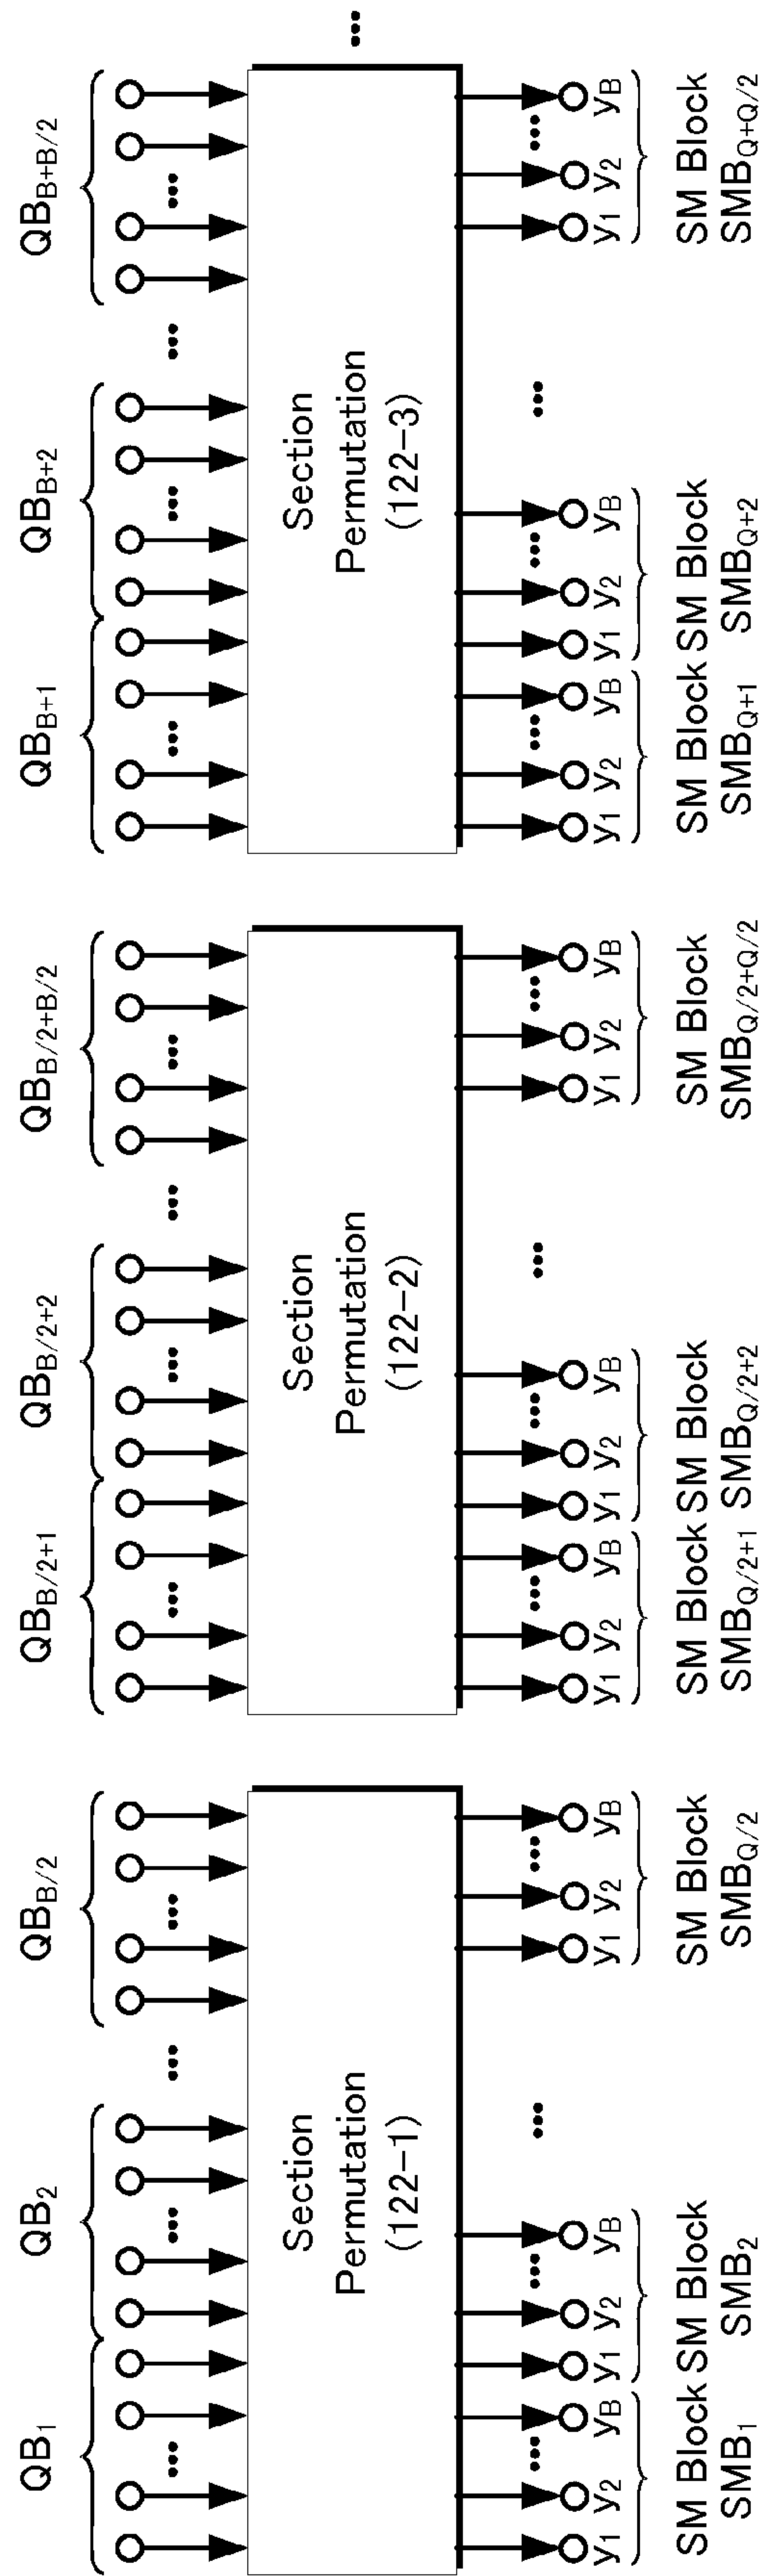 QB1 QB2 ... QBB/2
...
Section
Permutation
(122-1)
y1 y2 ... yB y1 y2 ... yB ... y1 y2 ... yB
SM Block SM Block SM Block
SMB1 SMB2 SMBQ/2
QBB/2+1 QBB/2+2 ... QBB/2+B/2
Section
Permutation
(122-2)
y1 y2 ... yB y1 y2 ... yB ... y1 y2 ... yB
SM Block SM Block SM Block
SMBQ/2+1 SMBQ/2+2 SMBQ/2+Q/2
QBB+1 QBB+2 ... QBB+B/2
Section
Permutation
(122-3)
...
y1 y2 ... yB y1 y2 ... yB ... y1 y2 ... yB
SM Block SM Block SM Block
SMBQ+1 SMBQ+2 SMBQ+Q/2